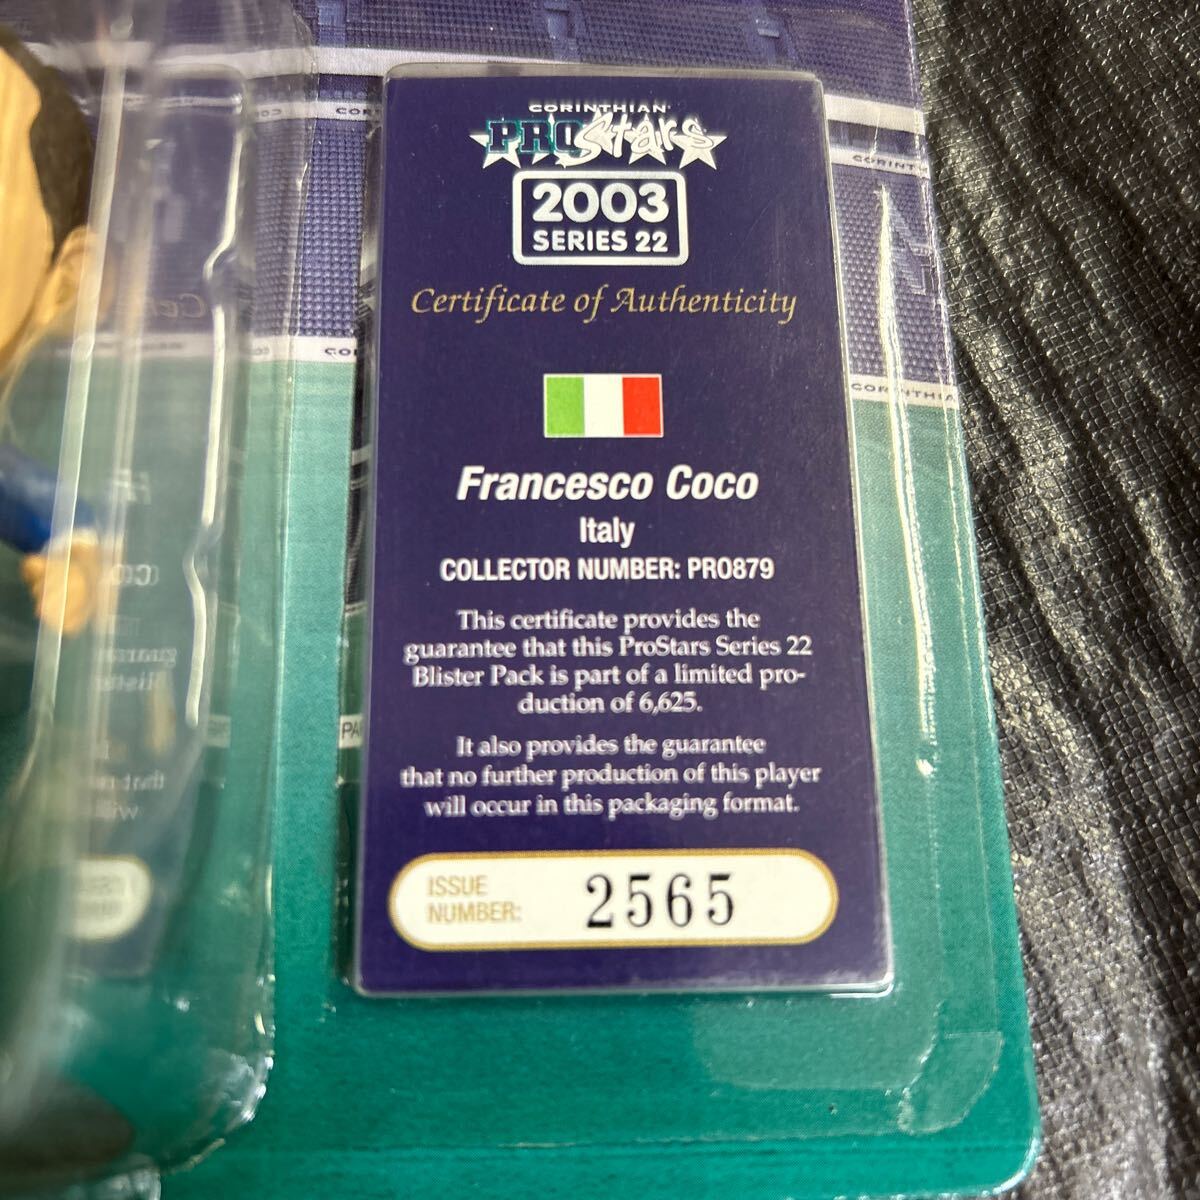 CORINTHIAN
PROStars
2003
SERIES 22
Certificate of Authenticity
Francesco Coco
Italy
COLLECTOR NUMBER: PRO879
This certificate provides the
guarantee that this ProStars Series 22
Blister Pack is part of a limited pro-
duction of 6,625.
It also provides the guarantee
that no further production of this player
will occur in this packaging format.
ISSUE
NUMBER:
2565
CORINT
CORINTHIA